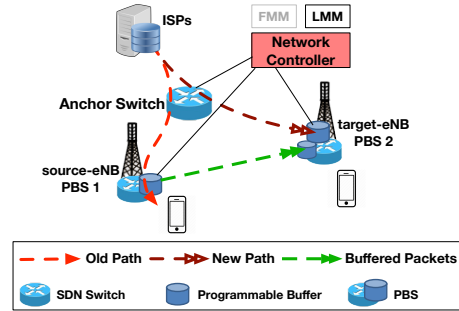 ISPs
FMM
LMM
Network
Controller
Anchor Switch
target-eNB
PBS 2
source-eNB
PBS 1
Old Path
New Path
Buffered Packets
SDN Switch
Programmable Buffer
PBS